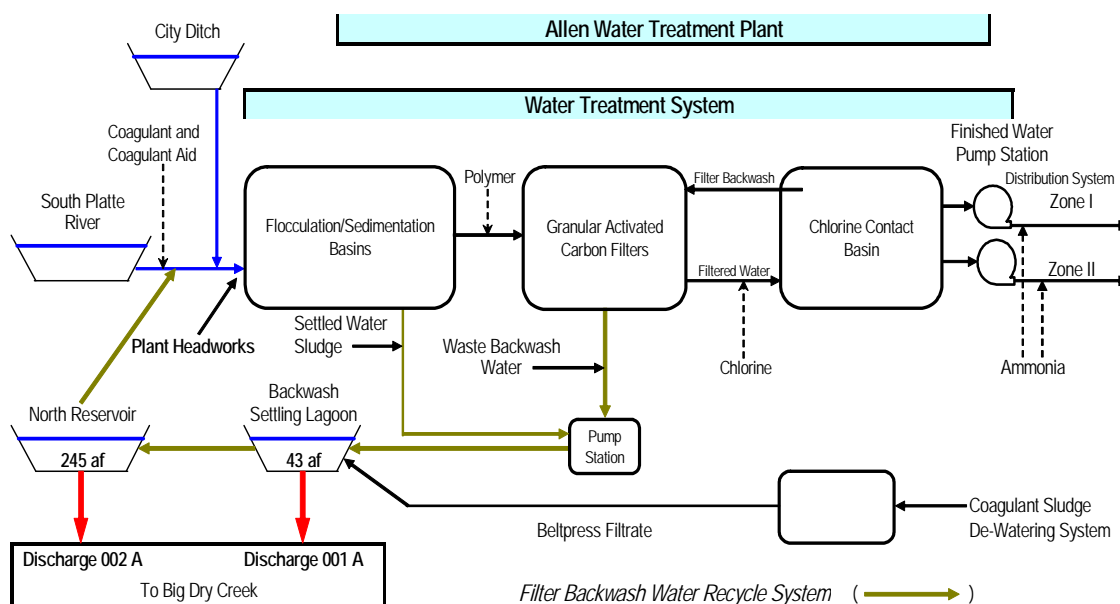 City Ditch
Allen Water Treatment Plant
Water Treatment System
Coagulant and
Coagulant Aid
Finished Water
Pump Station
South Platte
River
Flocculation/Sedimentation
Basins
Polymer
Granular Activated
Carbon Filters
Filter Backwash
Filtered Water
Chlorine Contact
Basin
Distribution System
Zone I
Zone II
Plant Headworks
Settled Water
Sludge
Waste Backwash
Water
Chlorine
Ammonia
North Reservoir
245 af
Backwash
Settling Lagoon
43 af
Pump
Station
Beltpress Filtrate
Coagulant Sludge
De-Watering System
Discharge 002 A
Discharge 001 A
To Big Dry Creek
Filter Backwash Water Recycle System ( )